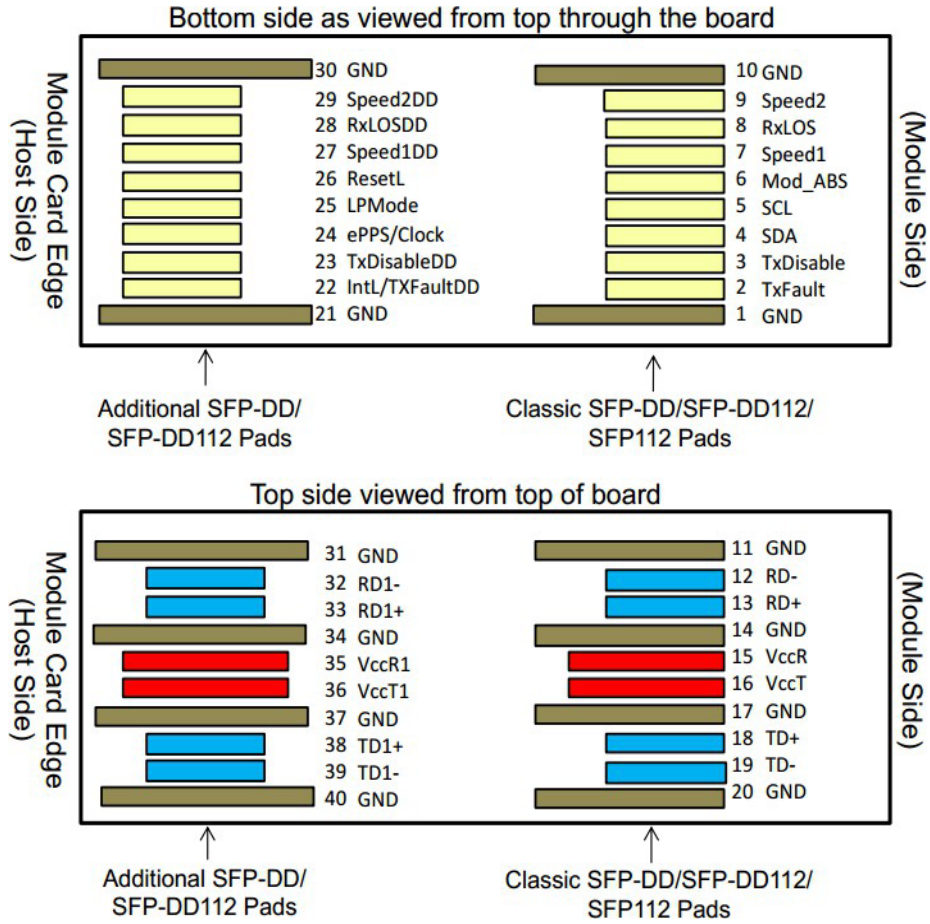 Bottom side as viewed from top through the board
Module Card Edge
(Host Side)
30 GND
29 Speed2DD
28 RxLOSDD
27 Speed1DD
26 ResetL
25 LPMode
24 ePPS/Clock
23 TxDisableDD
22 IntL/TXFaultDD
21 GND
10 GND
9 Speed2
8 RxLOS
7 Speed1
6 Mod_ABS
5 SCL
4 SDA
3 TxDisable
2 TxFault
1 GND
(Module Side)
Additional SFP-DD/
SFP-DD112 Pads
Classic SFP-DD/SFP-DD112/
SFP112 Pads
Top side viewed from top of board
Module Card Edge
(Host Side)
31 GND
32 RD1-
33 RD1+
34 GND
35 VccR1
36 VccT1
37 GND
38 TD1+
39 TD1-
40 GND
11 GND
12 RD-
13 RD+
14 GND
15 VccR
16 VccT
17 GND
18 TD+
19 TD-
20 GND
(Module Side)
Additional SFP-DD/
SFP-DD112 Pads
Classic SFP-DD/SFP-DD112/
SFP112 Pads